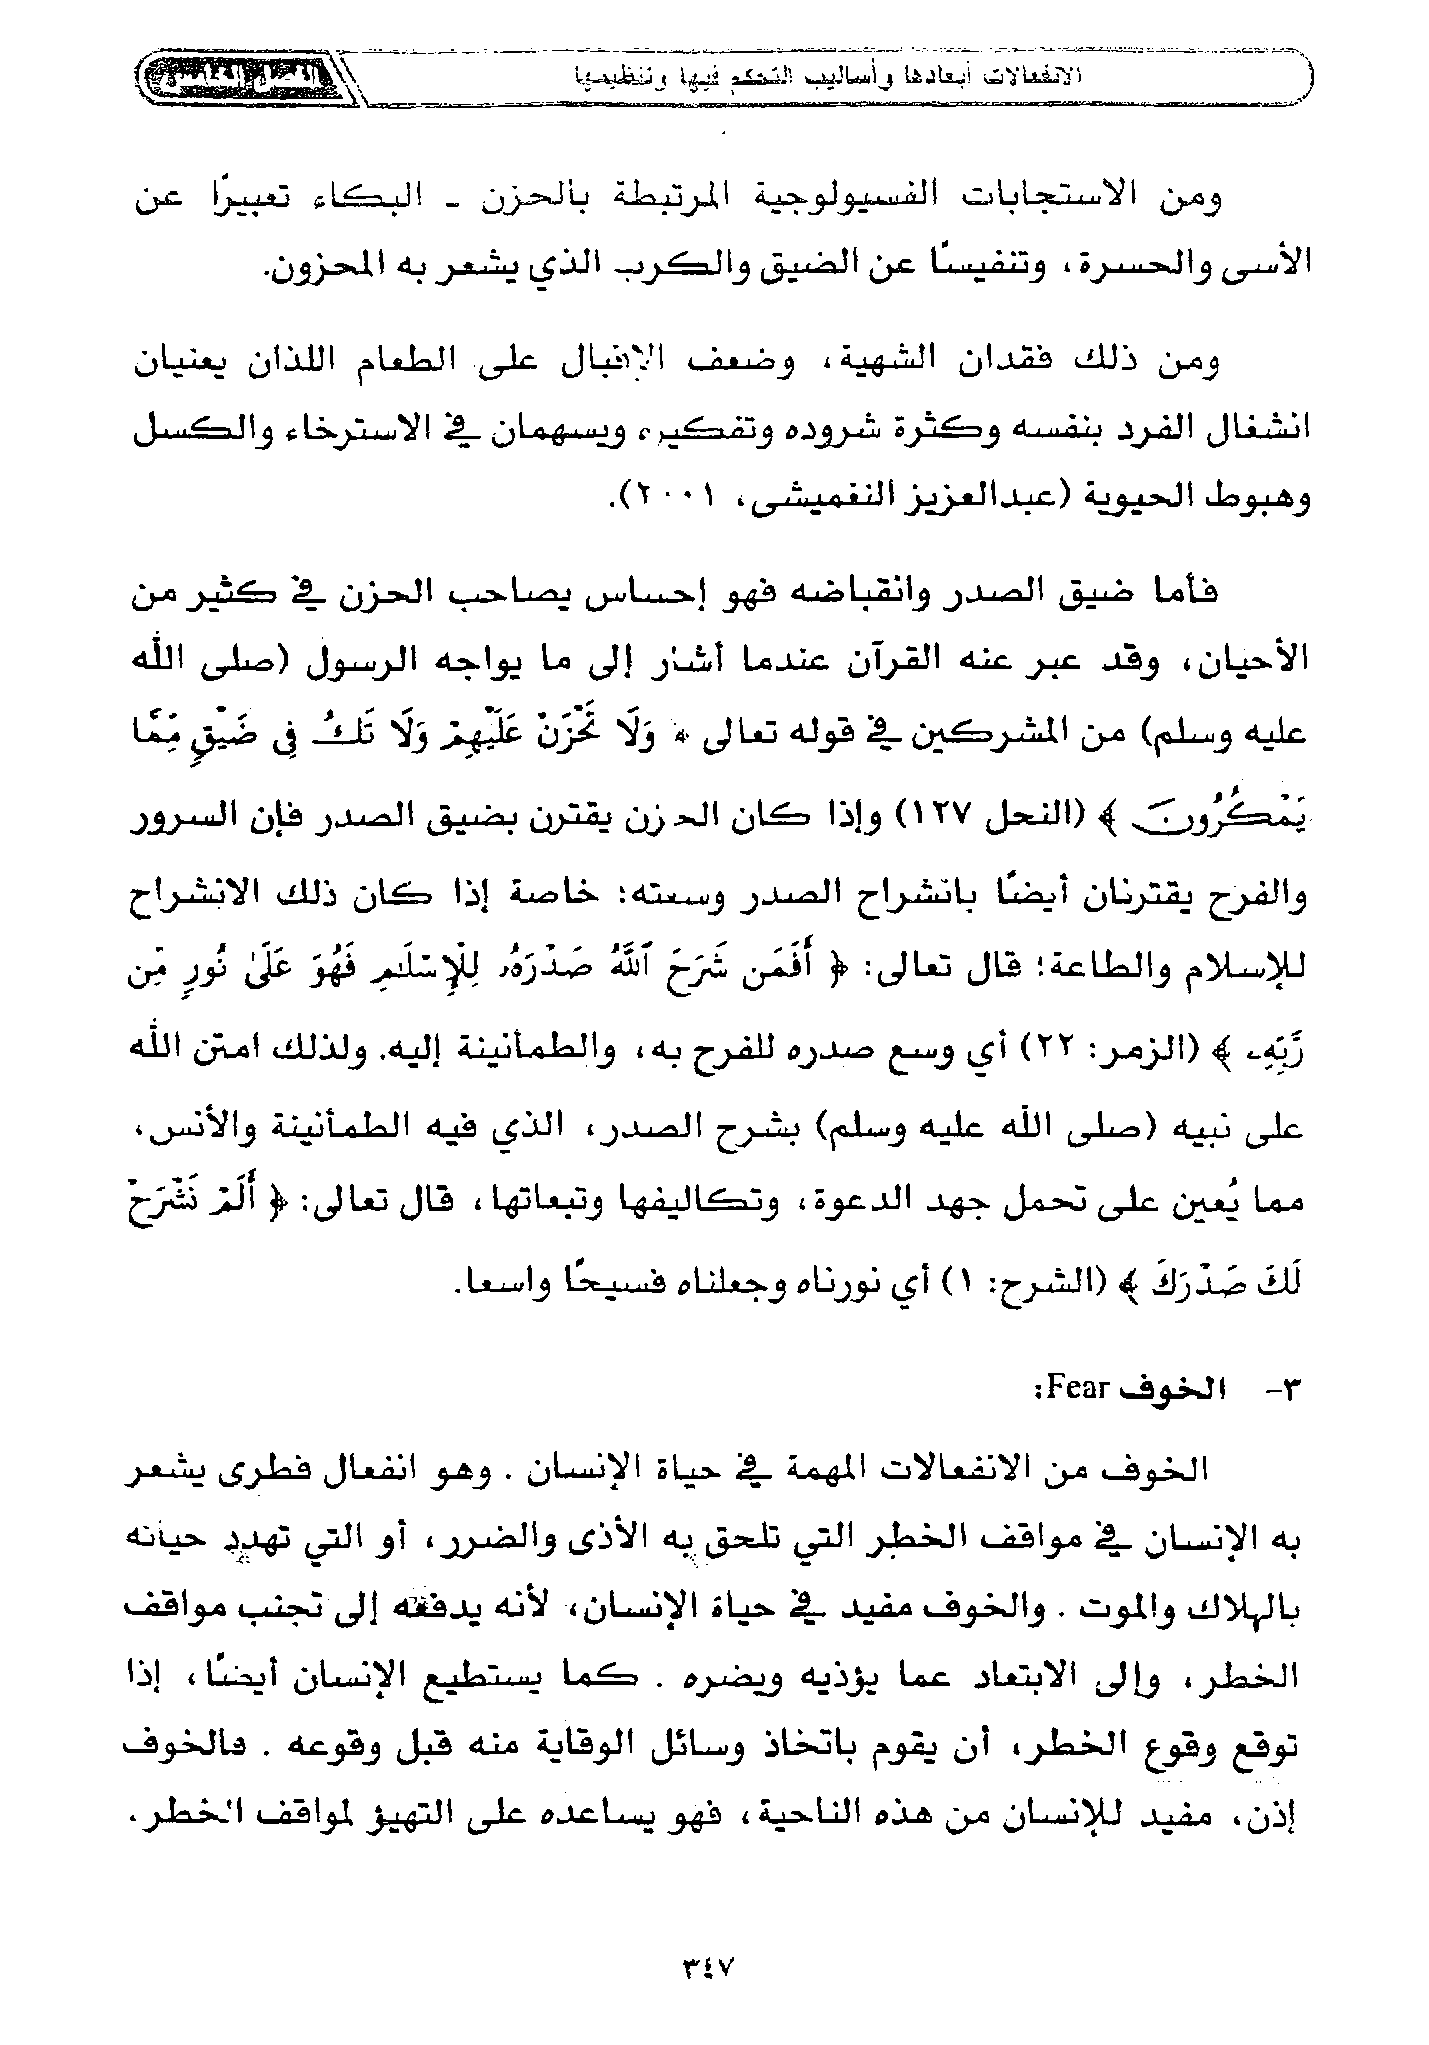 الانفعالات أبعادها وأساليب التحكم فيها وتنظيمها
ومن الاستجابات الفسيولوجية المرتبطة بالحزن - البكاء تعبيرًا عن
الأسى والحسرة، وتنفيسًا عن الضيق والكرب الذي يشعر به المحزون.
ومن ذلك فقدان الشهية، وضعف الإقبال على الطعام اللذان يعنيان
انشغال الفرد بنفسه وكثرة شروده وتفكيره ويسهمان في الاسترخاء والكسل
وهبوط الحيوية (عبدالعزيز النغميشى، ٢٠٠١).
فأما ضيق الصدر وانقباضه فهو إحساس يصاحب الحزن في كثير من
الأحيان، وقد عبر عنه القرآن عندما أشار إلى ما يواجه الرسول (صلى الله
عليه وسلم) من المشركين في قوله تعالى ﴿ وَلَا تَحْزَنْ عَلَيْهِمْ وَلَا تَكُ فِي ضَيْقٍ مِّمَّا
يَمْكُرُونَ ﴾ (النحل ١٢٧) وإذا كان الحزن يقترن بضيق الصدر فإن السرور
والفرح يقترنان أيضًا بانشراح الصدر وسعته: خاصة إذا كان ذلك الانشراح
للإسلام والطاعة؛ قال تعالى: ﴿ أَفَمَن شَرَحَ ٱللَّهُ صَدْرَهُۥ لِلْإِسْلَٰمِ فَهُوَ عَلَىٰ نُورٍ مِّن
رَّبِّهِۦ ﴾ (الزمر: ٢٢) أي وسع صدره للفرح به، والطمأنينة إليه. ولذلك امتن الله
على نبيه (صلى الله عليه وسلم) بشرح الصدر، الذي فيه الطمأنينة والأنس،
مما يُعين على تحمل جهد الدعوة، وتكاليفها وتبعاتها، قال تعالى: ﴿ أَلَمْ نَشْرَحْ
لَكَ صَدْرَكَ ﴾ (الشرح: ١) أي نورناه وجعلناه فسيحًا واسعا.
٣- الخوف Fear:
الخوف من الانفعالات المهمة في حياة الإنسان . وهو انفعال فطرى يشعر
به الإنسان في مواقف الخطر التي تلحق به الأذى والضرر، أو التي تهدد حياته
بالهلاك والموت . والخوف مفيد في حياة الإنسان، لأنه يدفعه إلى تجنب مواقف
الخطر، وإلى الابتعاد عما يؤذيه ويضره . كما يستطيع الإنسان أيضًا، إذا
توقع وقوع الخطر، أن يقوم باتخاذ وسائل الوقاية منه قبل وقوعه . فالخوف
إذن، مفيد للإنسان من هذه الناحية، فهو يساعده على التهيؤ لمواقف الخطر.
٣٤٧